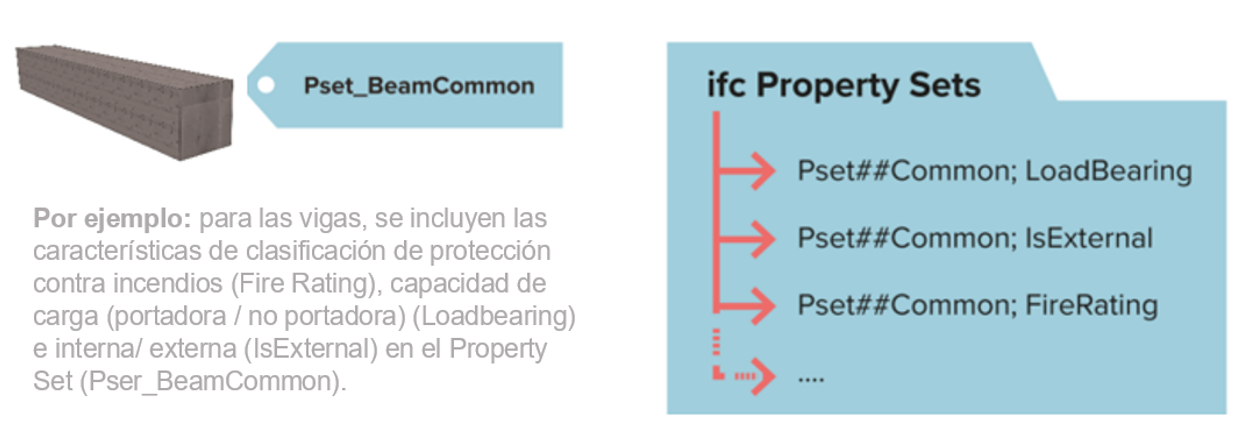 Pset_BeamCommon
Por ejemplo: para las vigas, se incluyen las
características de clasificación de protección
contra incendios (Fire Rating), capacidad de
carga (portadora / no portadora) (Loadbearing)
e interna/ externa (IsExternal) en el Property
Set (Pser_BeamCommon).
ifc Property Sets
Pset##Common; LoadBearing
Pset##Common; IsExternal
Pset##Common; FireRating
....